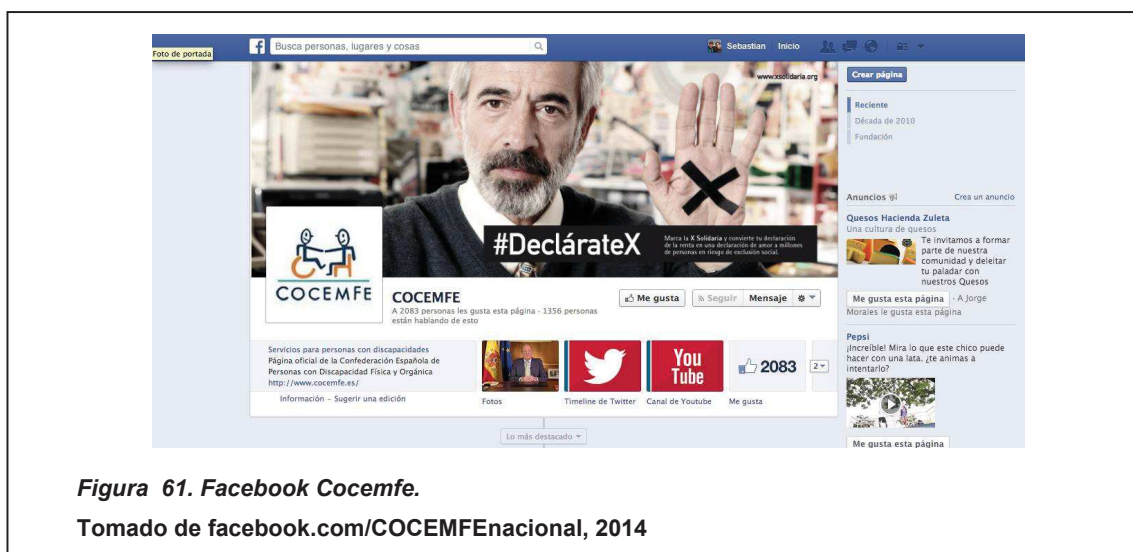 Foto de portada
f Busca personas, lugares y cosas
Sebastian Inicio
www.xsolidaria.org
#DeclárateX
Marca la X Solidaria y convierte tu declaración
de la renta en una declaración de amor a millones
de personas en riesgo de exclusión social.
COCEMFE
COCEMFE
A 2083 personas les gusta esta página · 1356 personas
están hablando de esto
Me gusta
Seguir
Mensaje
Servicios para personas con discapacidades
Página oficial de la Confederación Española de
Personas con Discapacidad Física y Orgánica
http://www.cocemfe.es/
Información – Sugerir una edición
Fotos
Timeline de Twitter
You
Tube
Canal de Youtube
2083
Me gusta
2
Lo más destacado
Crear página
Reciente
Década de 2010
Fundación
Anuncios
Crea un anuncio
Quesos Hacienda Zuleta
Una cultura de quesos
Te invitamos a formar
parte de nuestra
comunidad y deleitar
tu paladar con
nuestros Quesos
Me gusta esta página · A Jorge
Morales le gusta esta página
Pepsi
¡Increíble! Mira lo que este chico puede
hacer con una lata. ¿te animas a
intentarlo?
Me gusta esta página
Figura 61. Facebook Cocemfe.
Tomado de facebook.com/COCEMFEnacional, 2014